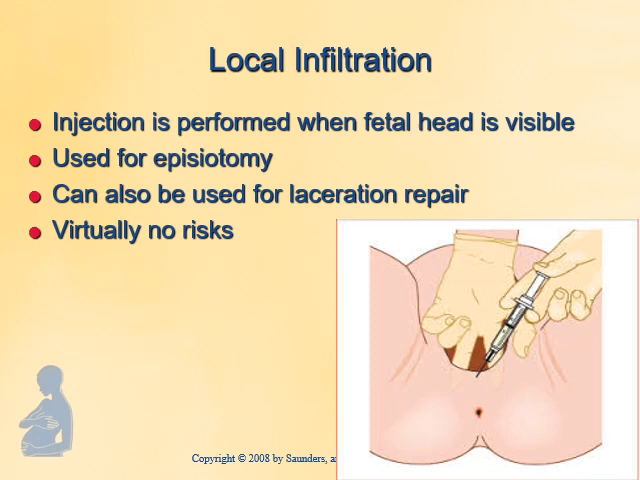 Local Infiltration
Injection is performed when fetal head is visible
Used for episiotomy
Can also be used for laceration repair
Virtually no risks
Copyright © 2008 by Saunders,